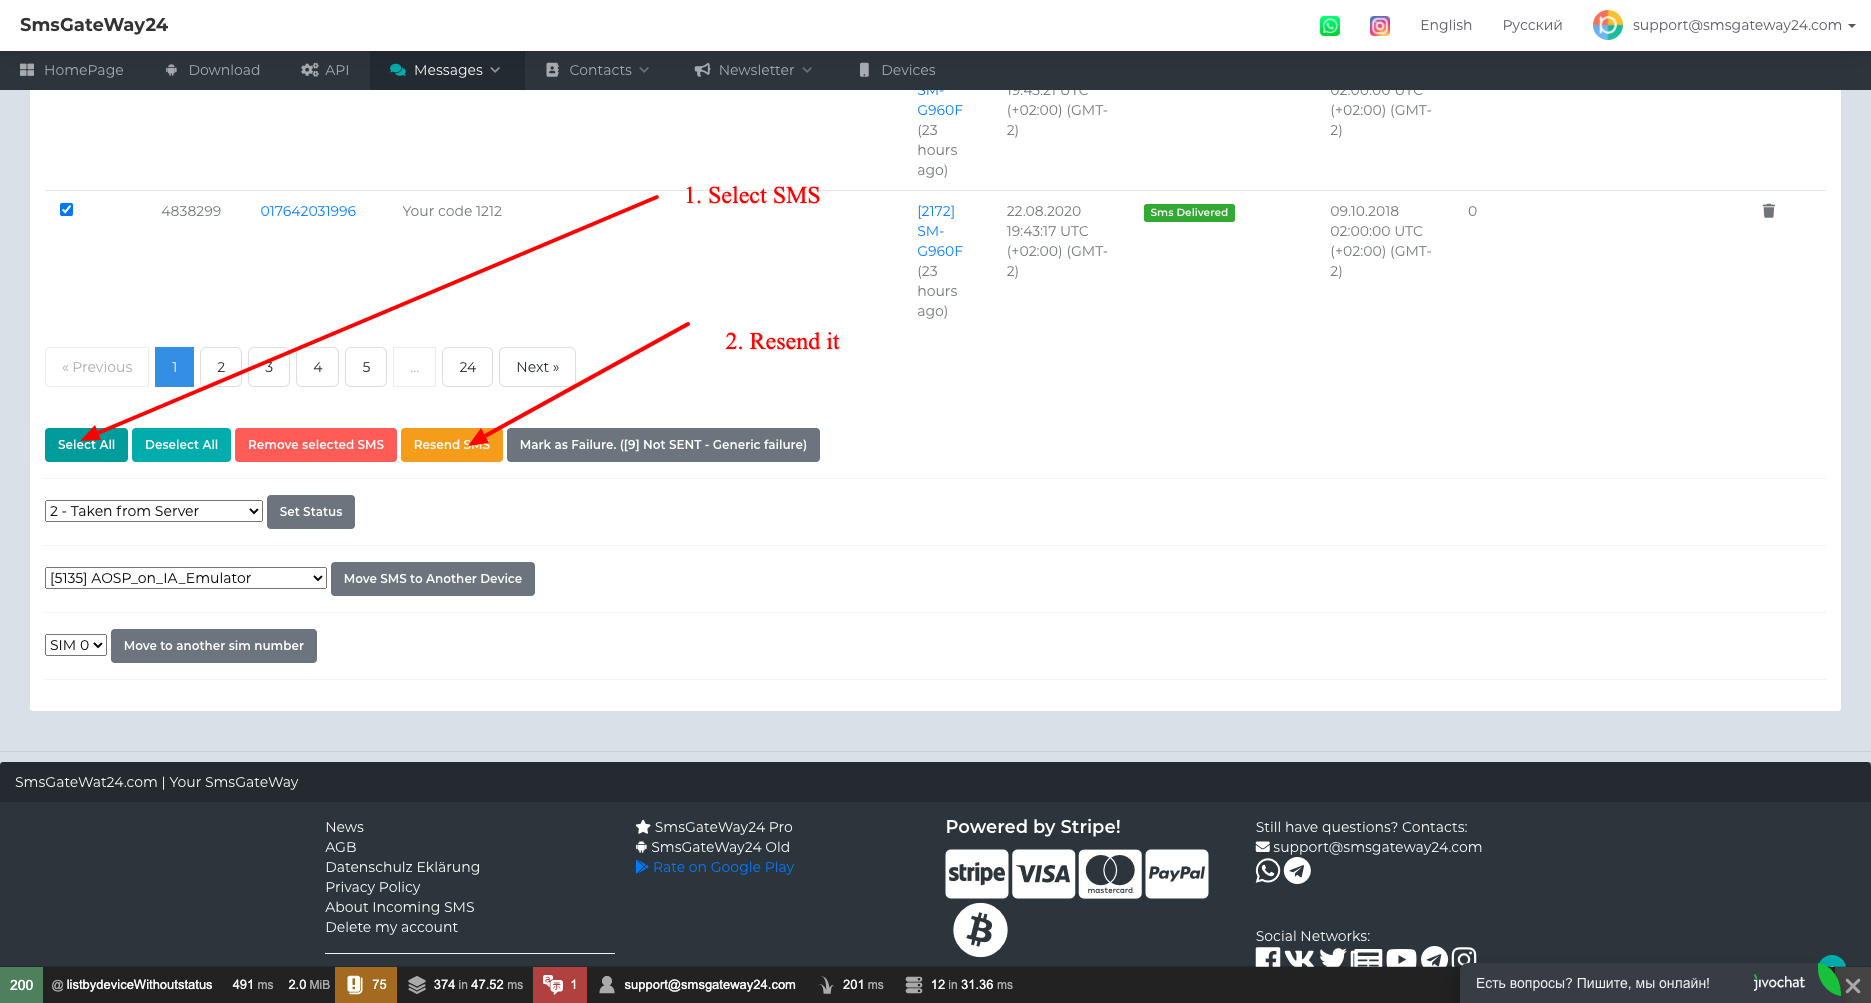 SmsGateWay24
English
Русский
support@smsgateway24.com
HomePage
Download
API
Messages
Contacts
Newsletter
Devices
SM-
G960F
(23
hours
ago)
19:43:21 UTC
(+02:00) (GMT-
2)
02:00:00 UTC
(+02:00) (GMT-
2)
1. Select SMS
4838299
017642031996
Your code 1212
[2172]
SM-
G960F
(23
hours
ago)
22.08.2020
19:43:17 UTC
(+02:00) (GMT-
2)
Sms Delivered
09.10.2018
02:00:00 UTC
(+02:00) (GMT-
2)
0
2. Resend it
« Previous
1
2
3
4
5
...
24
Next »
Select All
Deselect All
Remove selected SMS
Resend SMS
Mark as Failure. ([9] Not SENT - Generic failure)
2 - Taken from Server
Set Status
[5135] AOSP_on_IA_Emulator
Move SMS to Another Device
SIM 0
Move to another sim number
SmsGateWat24.com | Your SmsGateWay
News
AGB
Datenschulz Eklärung
Privacy Policy
About Incoming SMS
Delete my account
SmsGateWay24 Pro
SmsGateWay24 Old
Rate on Google Play
Powered by Stripe!
stripe
VISA
mastercard
PayPal
Still have questions? Contacts:
support@smsgateway24.com
Social Networks:
200
@ listbydeviceWithoutstatus
491 ms
2.0 MiB
75
374 in 47.52 ms
1
support@smsgateway24.com
201 ms
12 in 31.36 ms
Есть вопросы? Пишите, мы онлайн!
jivochat